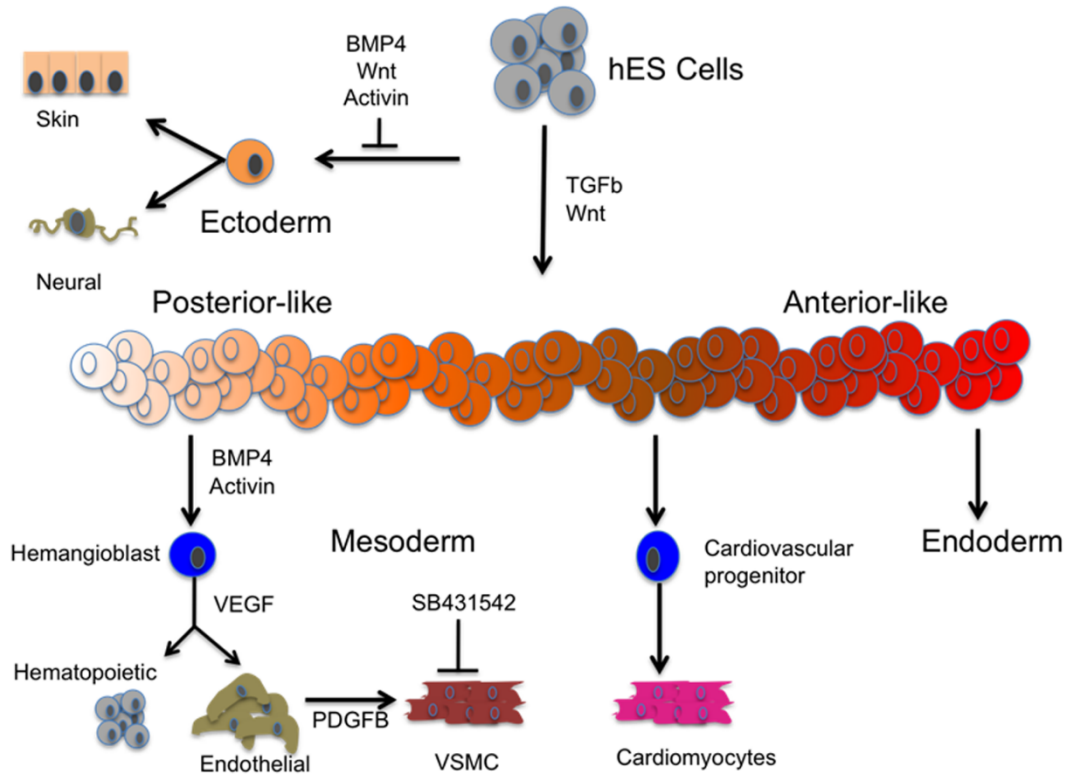 BMP4
Wnt
Activin
hES Cells
Skin
TGFb
Wnt
Ectoderm
Neural
Posterior-like
Anterior-like
BMP4
Activin
Hemangioblast
Mesoderm
Cardiovascular
progenitor
Endoderm
VEGF
SB431542
Hematopoietic
PDGFB
Endothelial
VSMC
Cardiomyocytes